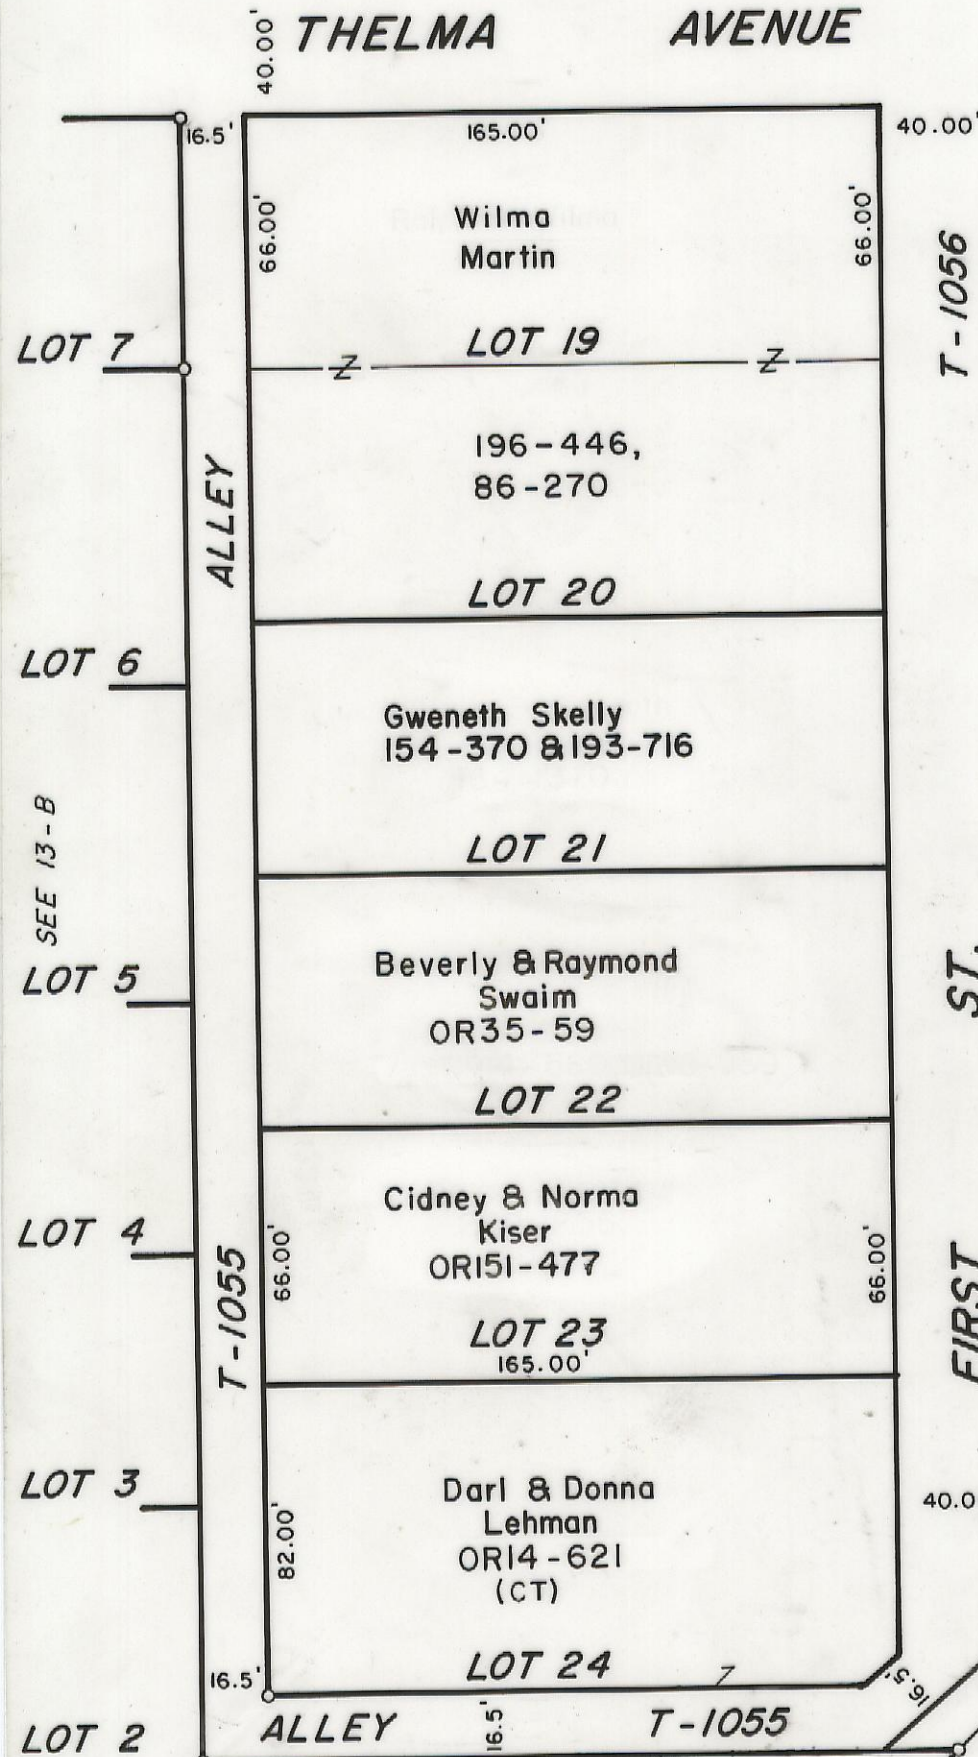 40.00'
THELMA AVENUE
16.5'
165.00'
40.00'
66.00'
Wilma
Martin
66.00'
T-1056
LOT 7
LOT 19
Z Z
196-446,
86-270
ALLEY
LOT 20
LOT 6
Gweneth Skelly
154-370 & 193-716
SEE 13-B
LOT 21
LOT 5
Beverly & Raymond
Swaim
OR35-59
ST.
LOT 22
LOT 4
T-1055
66.00'
Cidney & Norma
Kiser
OR151-477
66.00'
FIRST
LOT 23
165.00'
LOT 3
82.00'
Darl & Donna
Lehman
OR14-621
(CT)
40.0
16.5'
LOT 24
7
16.5'
LOT 2
ALLEY
16.5'
T-1055